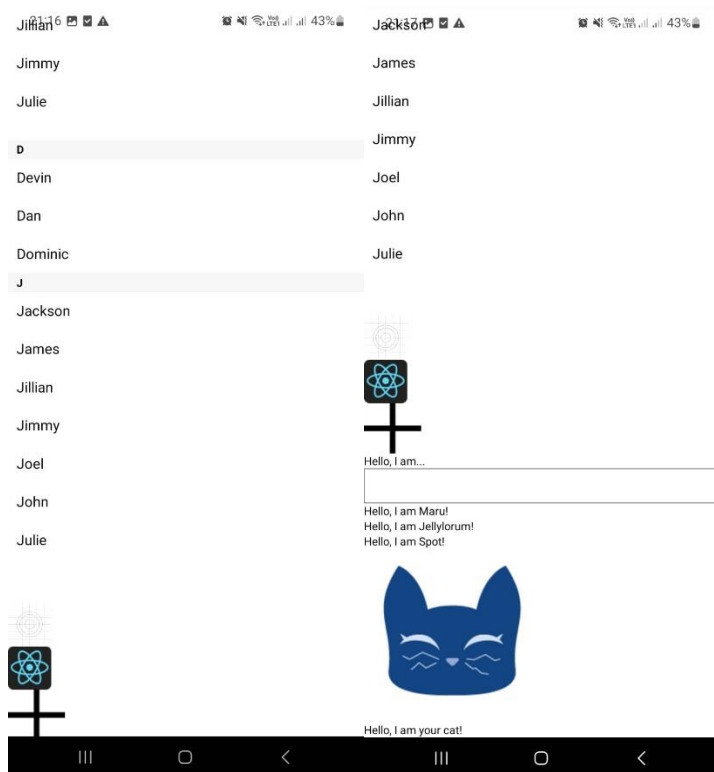 Jillian
21:16
43%
Jimmy
Julie
D
Devin
Dan
Dominic
J
Jackson
James
Jillian
Jimmy
Joel
John
Julie
Jackson
21:17
43%
James
Jillian
Jimmy
Joel
John
Julie
Hello, I am...
Hello, I am Maru!
Hello, I am Jellylorum!
Hello, I am Spot!
Hello, I am your cat!